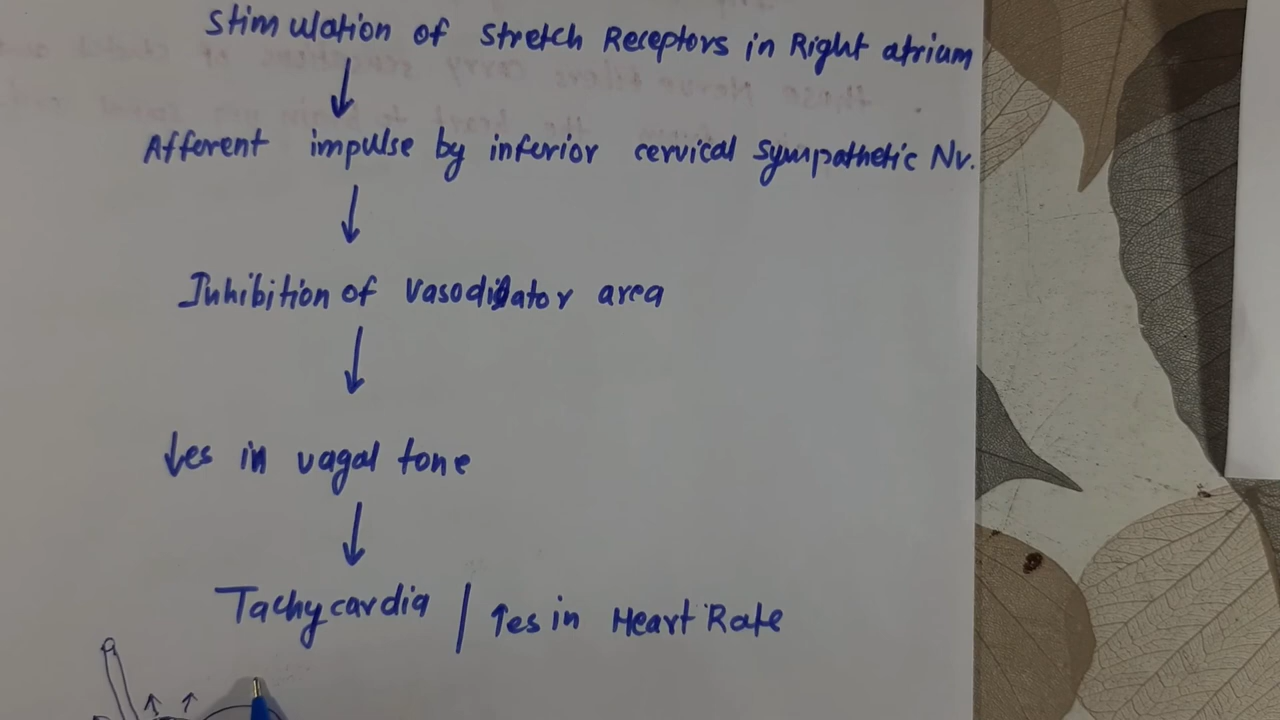 Stimulation of Stretch Receptors in Right atrium
↓
Afferent impulse by inferior cervical sympathetic Nv.
↓
Inhibition of vasodilator area
↓
↓es in vagal tone
↓
Tachycardia / ↑es in Heart Rate